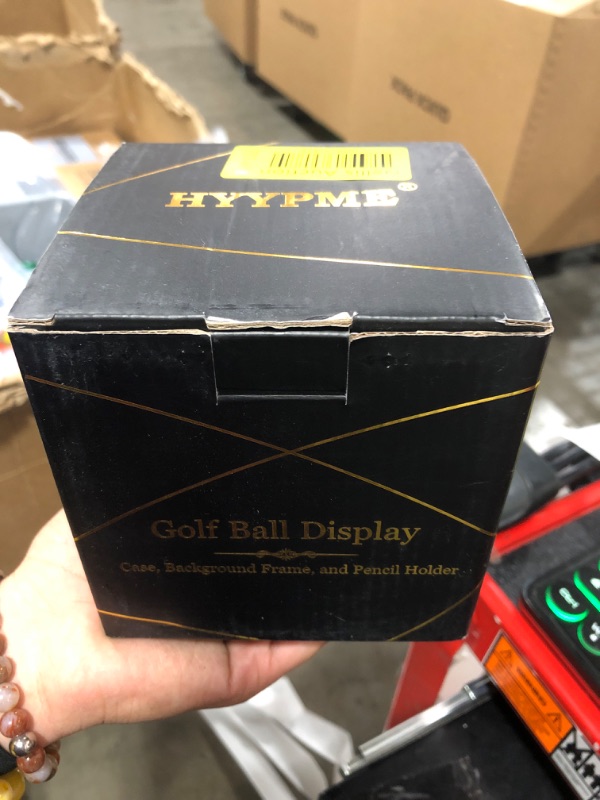 HYYPME®
Golf Ball Display
Case, Background Frame, and Pencil Holder